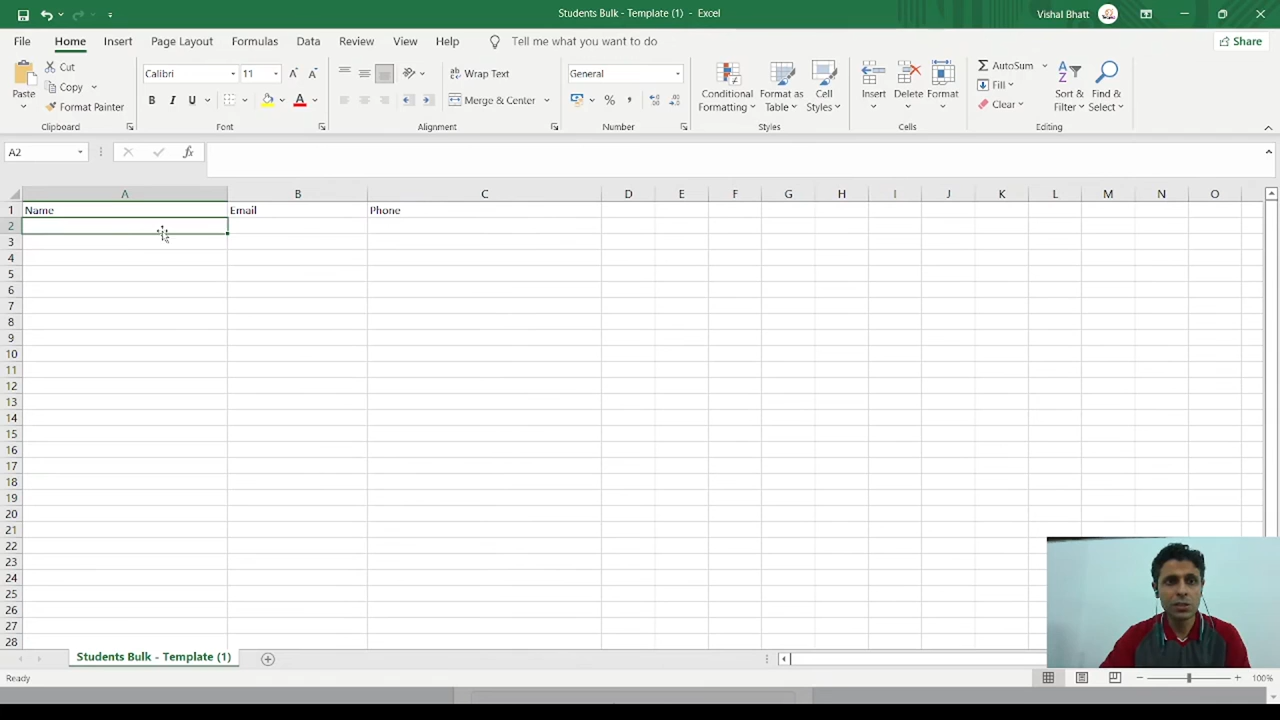 Students Bulk - Template (1) - Excel
Vishal Bhatt
File Home Insert Page Layout Formulas Data Review View Help Tell me what you to do Share
Paste
Cut
Copy
Format Painter
Calibri 11
B I U
A A
Wrap Text
Merge & Center
General
% ,
Conditional Formatting
Format as Table
Cell Styles
Insert
Delete
Format
AutoSum
Fill
Clear
Sort & Filter
Find & Select
Clipboard Font Alignment Number Styles Cells Editing
A2 fx
A B C D E F G H I J K L M N O
1 Name Email Phone
2
3
4
5
6
7
8
9
10
11
12
13
14
15
16
17
18
19
20
21
22
23
24
25
26
27
28
Students Bulk - Template (1)
Ready 100%